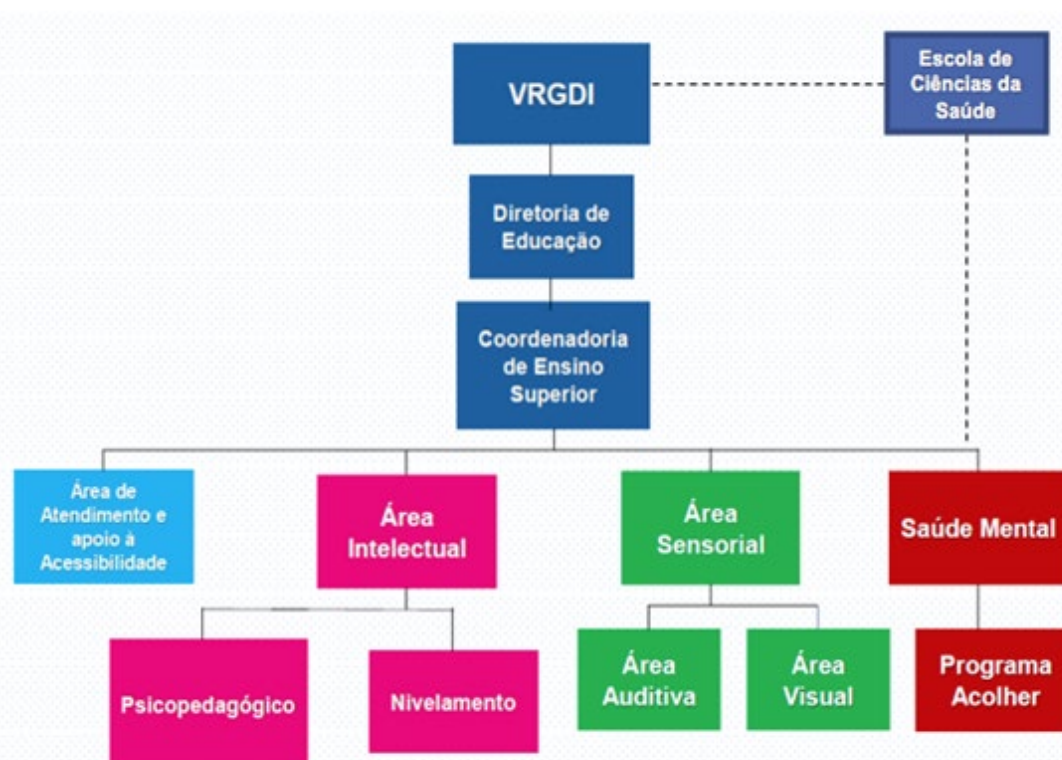 VRGDI
Escola de
Ciências da
Saúde
Diretoria de
Educação
Coordenadoria
de Ensino
Superior
Área de
Atendimento e
apoio à
Acessibilidade
Área
Intelectual
Área
Sensorial
Saúde Mental
Psicopedagógico
Nivelamento
Área
Auditiva
Área
Visual
Programa
Acolher